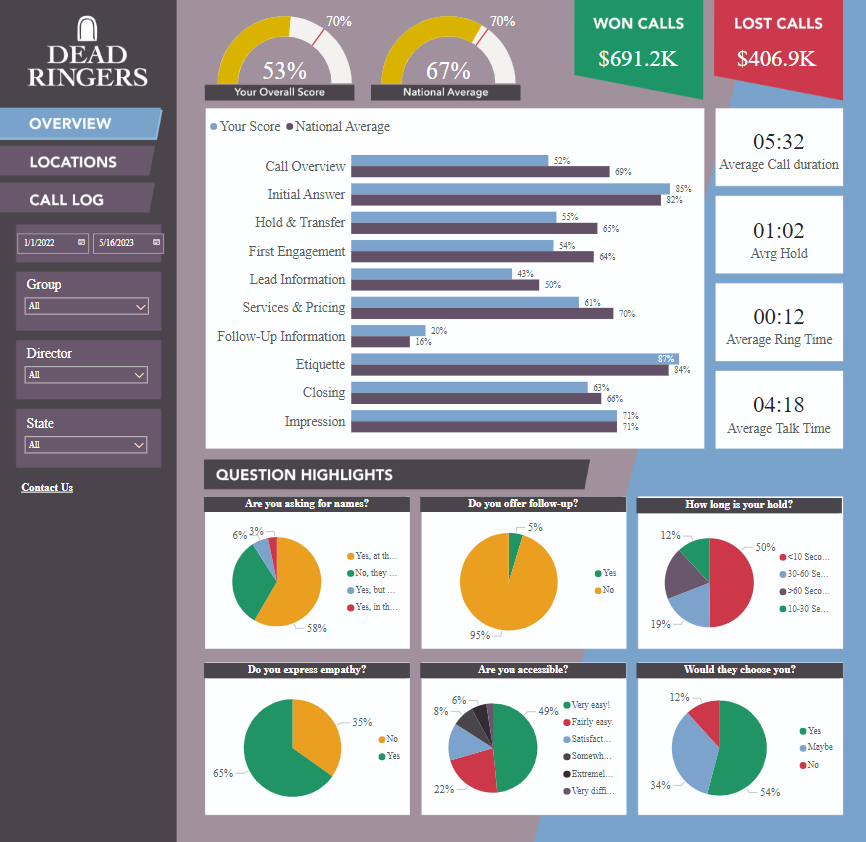 DEAD
RINGERS
OVERVIEW
LOCATIONS
CALL LOG
1/1/2022
5/16/2023
Group
All
Director
All
State
All
Contact Us
70%
53%
Your Overall Score
70%
67%
National Average
WON CALLS
$691.2K
LOST CALLS
$406.9K
Your Score
National Average
Call Overview
52%
69%
Initial Answer
85%
82%
Hold & Transfer
55%
65%
First Engagement
54%
64%
Lead Information
43%
50%
Services & Pricing
61%
70%
Follow-Up Information
20%
16%
Etiquette
87%
84%
Closing
63%
66%
Impression
71%
71%
05:32
Average Call duration
01:02
Avrg Hold
00:12
Average Ring Time
04:18
Average Talk Time
QUESTION HIGHLIGHTS
Are you asking for names?
6%
3%
58%
Yes, at th...
No, they ...
Yes, but ...
Yes, in th...
Do you offer follow-up?
5%
95%
Yes
No
How long is your hold?
12%
50%
19%
<10 Seco...
30-60 Se...
>60 Seco...
10-30 Se...
Do you express empathy?
35%
65%
No
Yes
Are you accessible?
6%
8%
49%
22%
Very easy!
Fairly easy.
Satisfact...
Somewh...
Extremel...
Very diffi...
Would they choose you?
12%
34%
54%
Yes
Maybe
No